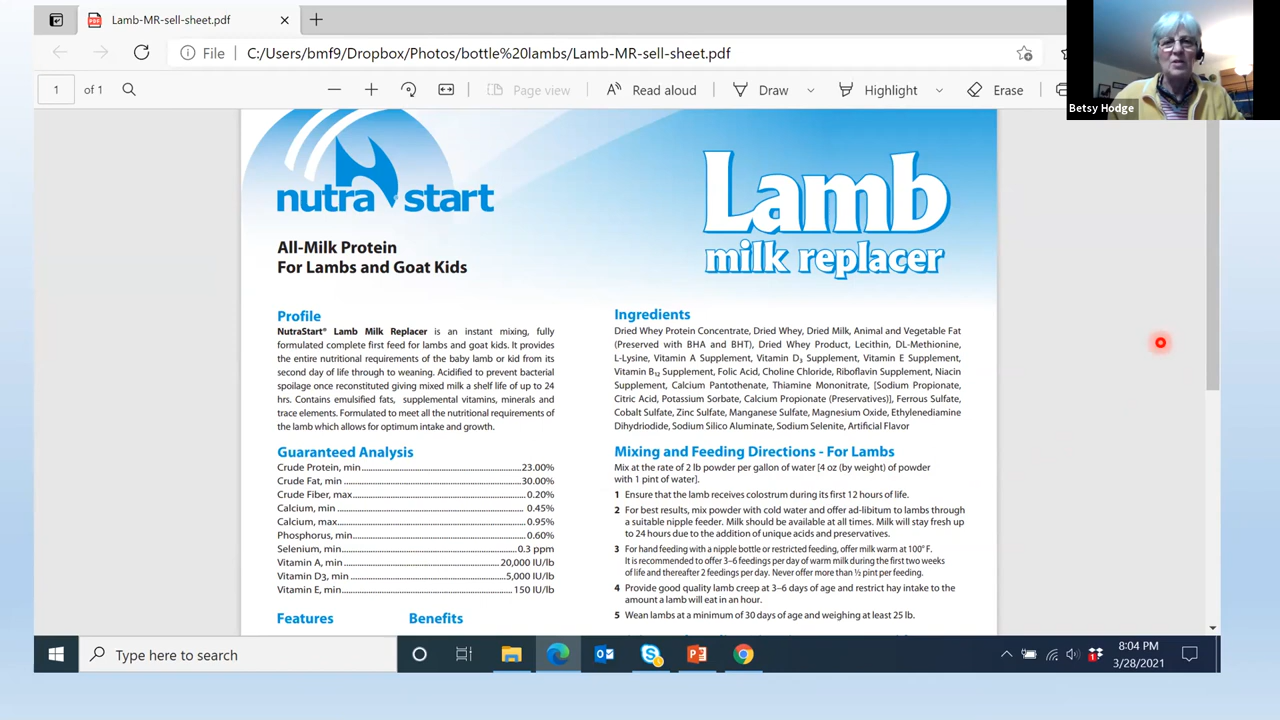 Lamb-MR-sell-sheet.pdf
File C:/Users/bmf9/Dropbox/Photos/bottle%20lambs/Lamb-MR-sell-sheet.pdf
1 of 1 Page view Read aloud Draw Highlight Erase
Betsy Hodge
nutra start
Lamb
milk replacer
All-Milk Protein
For Lambs and Goat Kids
Profile
NutraStart® Lamb Milk Replacer is an instant mixing, fully
formulated complete first feed for lambs and goat kids. It provides
the entire nutritional requirements of the baby lamb or kid from its
second day of life through to weaning. Acidified to prevent bacterial
spoilage once reconstituted giving mixed milk a shelf life of up to 24
hrs. Contains emulsified fats, supplemental vitamins, minerals and
trace elements. Formulated to meet all the nutritional requirements of
the lamb which allows for optimum intake and growth.
Guaranteed Analysis
Crude Protein, min 23.00%
Crude Fat, min 30.00%
Crude Fiber, max 0.20%
Calcium, min 0.45%
Calcium, max 0.95%
Phosphorus, min 0.60%
Selenium, min 0.3 ppm
Vitamin A, min 20,000 IU/lb
Vitamin D3, min 5,000 IU/lb
Vitamin E, min 150 IU/lb
Features Benefits
Ingredients
Dried Whey Protein Concentrate, Dried Whey, Dried Milk, Animal and Vegetable Fat
(Preserved with BHA and BHT), Dried Whey Product, Lecithin, DL-Methionine,
L-Lysine, Vitamin A Supplement, Vitamin D3 Supplement, Vitamin E Supplement,
Vitamin B12 Supplement, Folic Acid, Choline Chloride, Riboflavin Supplement, Niacin
Supplement, Calcium Pantothenate, Thiamine Mononitrate, [Sodium Propionate,
Citric Acid, Potassium Sorbate, Calcium Propionate (Preservatives)], Ferrous Sulfate,
Cobalt Sulfate, Zinc Sulfate, Manganese Sulfate, Magnesium Oxide, Ethylenediamine
Dihydriodide, Sodium Silico Aluminate, Sodium Selenite, Artificial Flavor
Mixing and Feeding Directions - For Lambs
Mix at the rate of 2 lb powder per gallon of water [4 oz (by weight) of powder
with 1 pint of water].
1 Ensure that the lamb receives colostrum during its first 12 hours of life.
2 For best results, mix powder with cold water and offer ad-libitum to lambs through
a suitable nipple feeder. Milk should be available at all times. Milk will stay fresh up
to 24 hours due to the addition of unique acids and preservatives.
3 For hand feeding with a nipple bottle or restricted feeding, offer milk warm at 100° F.
It is recommended to offer 3–6 feedings per day of warm milk during the first two weeks
of life and thereafter 2 feedings per day. Never offer more than ½ pint per feeding.
4 Provide good quality lamb creep at 3–6 days of age and restrict hay intake to the
amount a lamb will eat in an hour.
5 Wean lambs at a minimum of 30 days of age and weighing at least 25 lb.
Type here to search
8:04 PM
3/28/2021